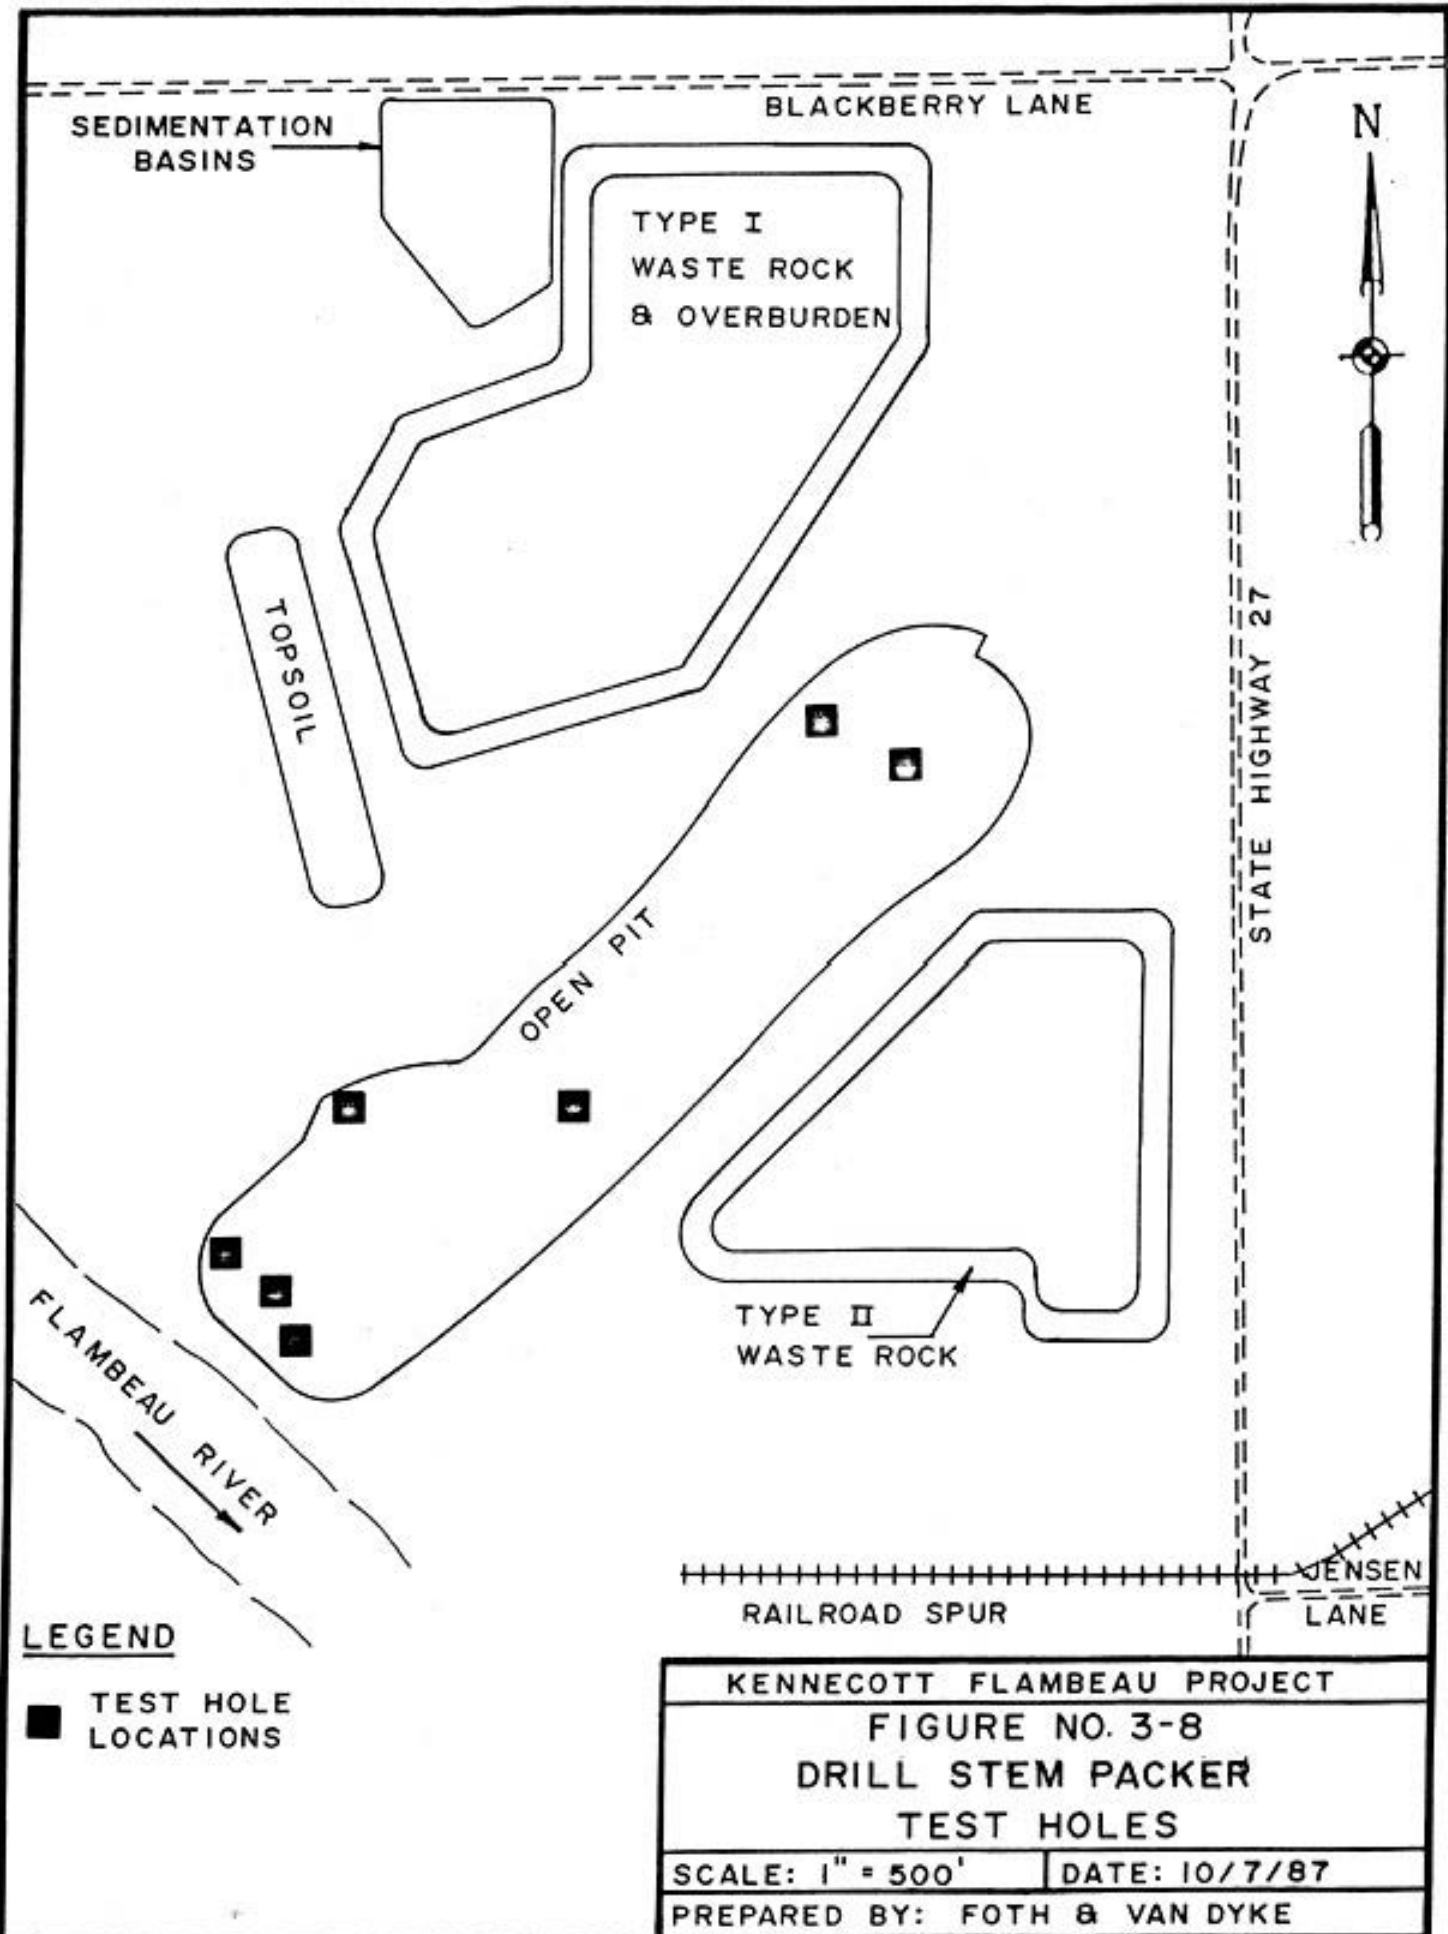 BLACKBERRY LANE
SEDIMENTATION
BASINS
N
TYPE I
WASTE ROCK
& OVERBURDEN
TOPSOIL
STATE HIGHWAY 27
OPEN PIT
TYPE II
WASTE ROCK
FLAMBEAU RIVER
RAILROAD SPUR
JENSEN
LANE
LEGEND
TEST HOLE
LOCATIONS
KENNECOTT FLAMBEAU PROJECT
FIGURE NO. 3-8
DRILL STEM PACKER
TEST HOLES
SCALE: 1" = 500'
DATE: 10/7/87
PREPARED BY: FOTH & VAN DYKE